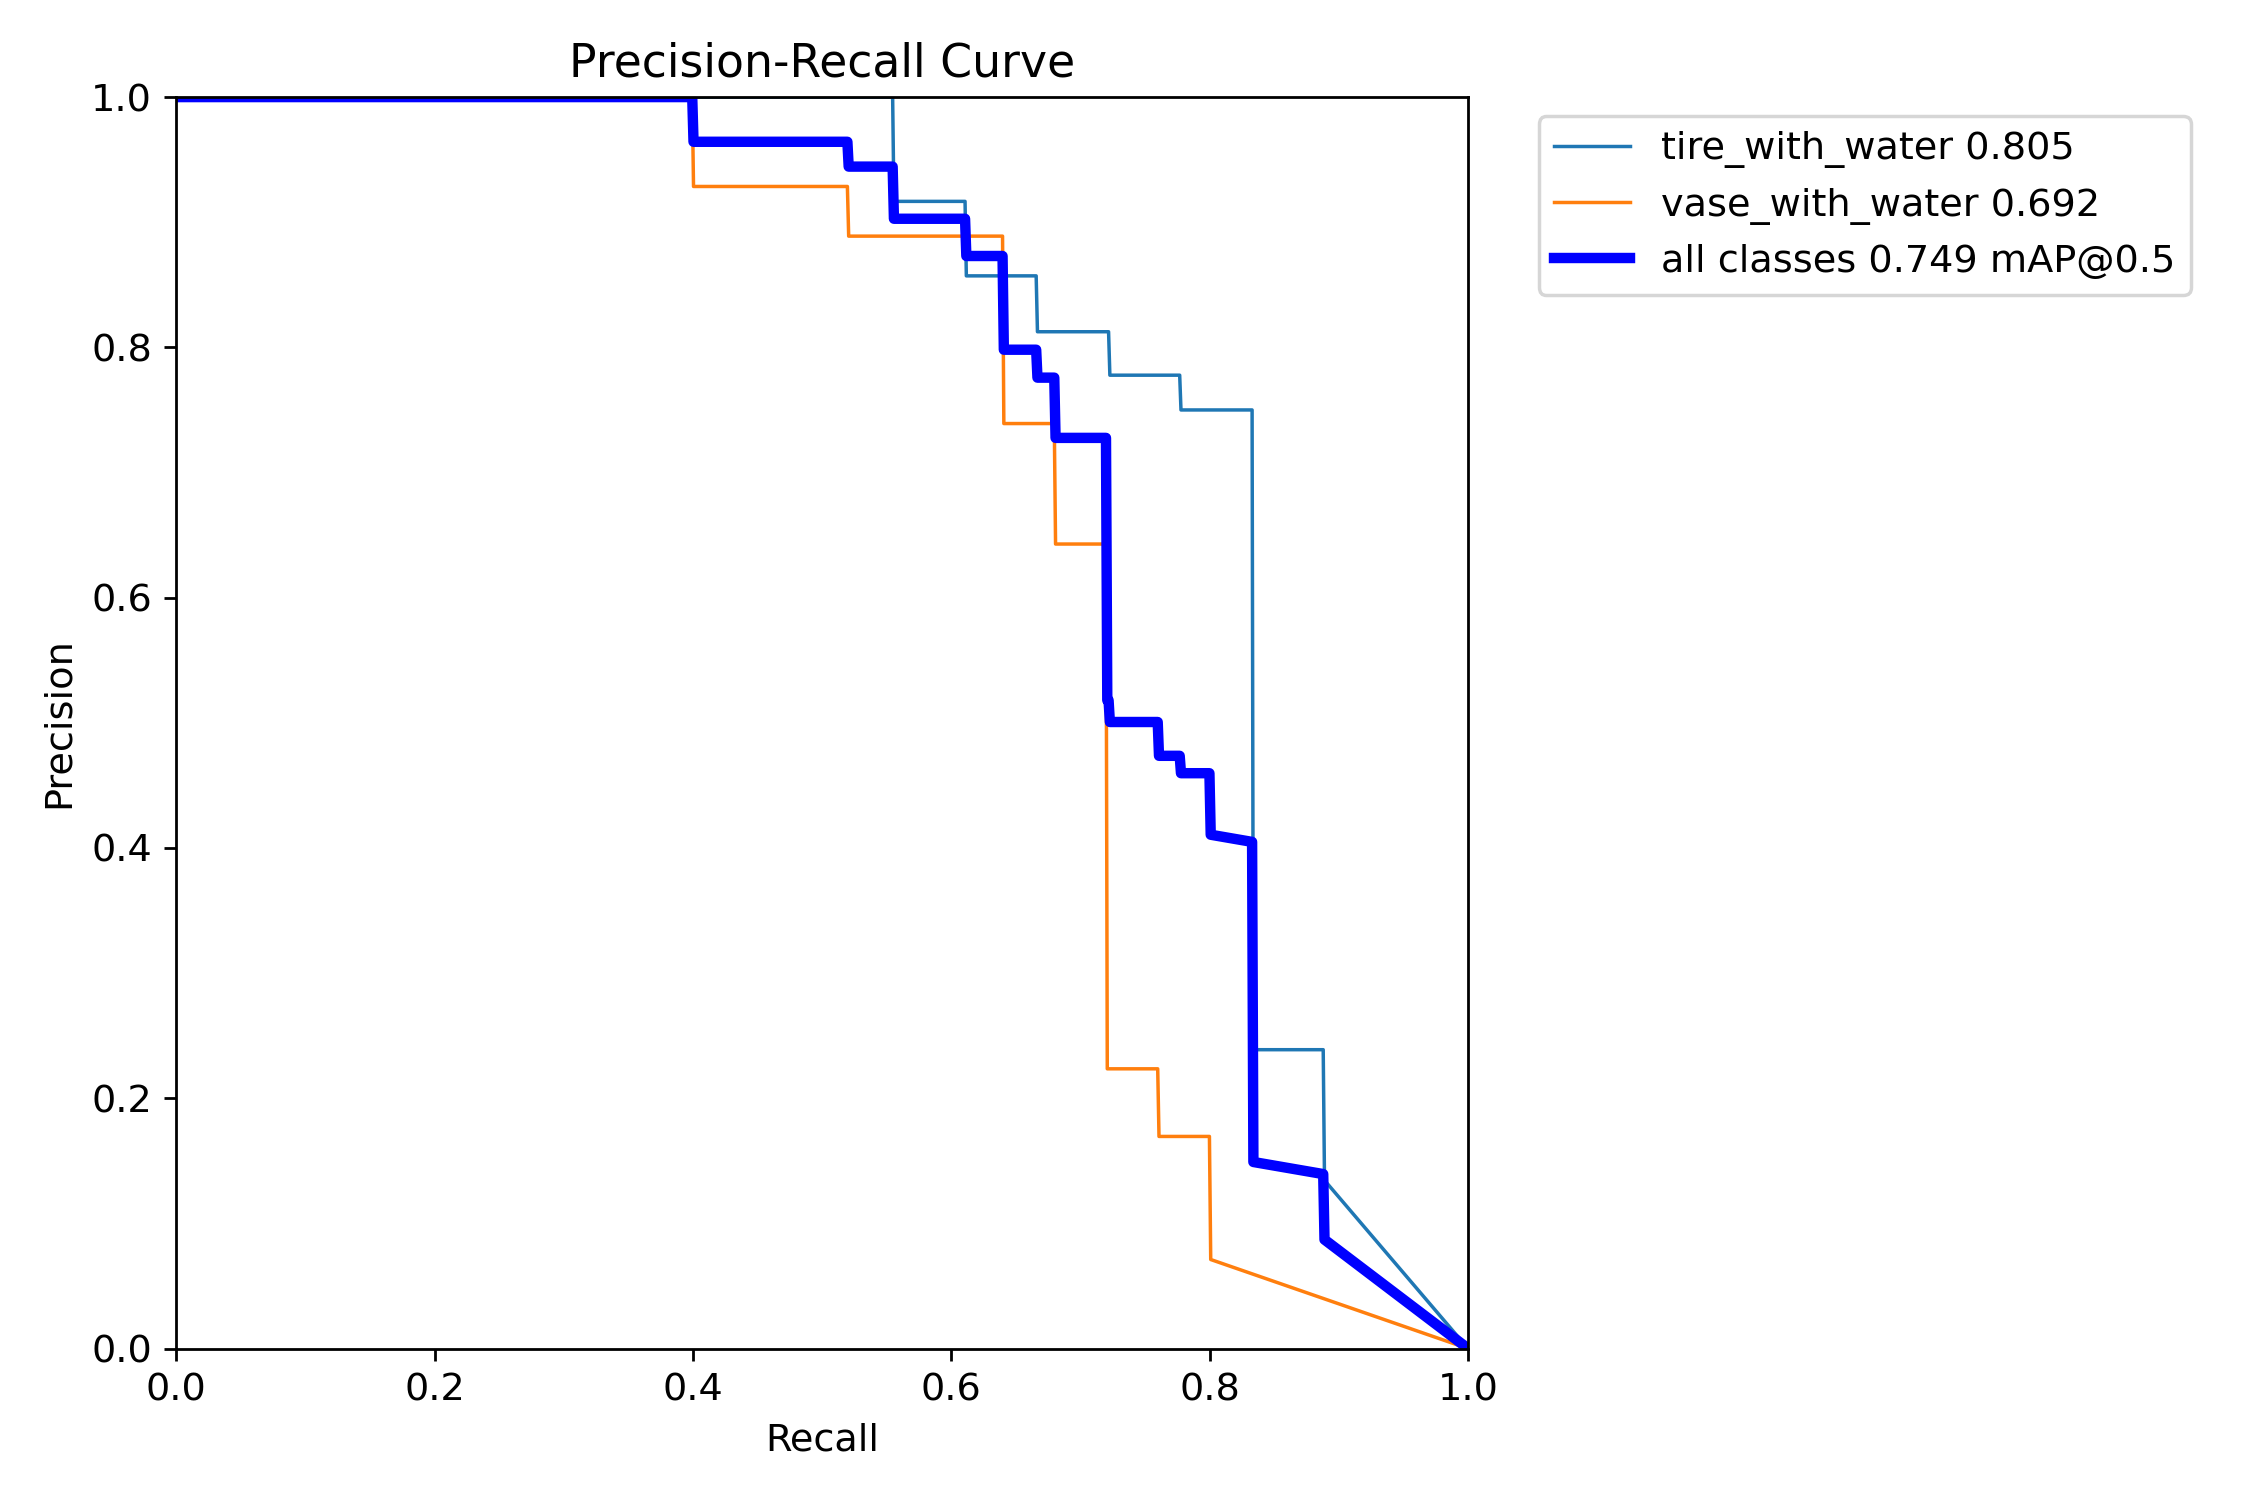 Precision-Recall Curve
1.0
0.8
0.6
0.4
0.2
0.0
Precision
0.0 0.2 0.4 0.6 0.8 1.0
Recall
tire_with_water 0.805
vase_with_water 0.692
all classes 0.749 mAP@0.5